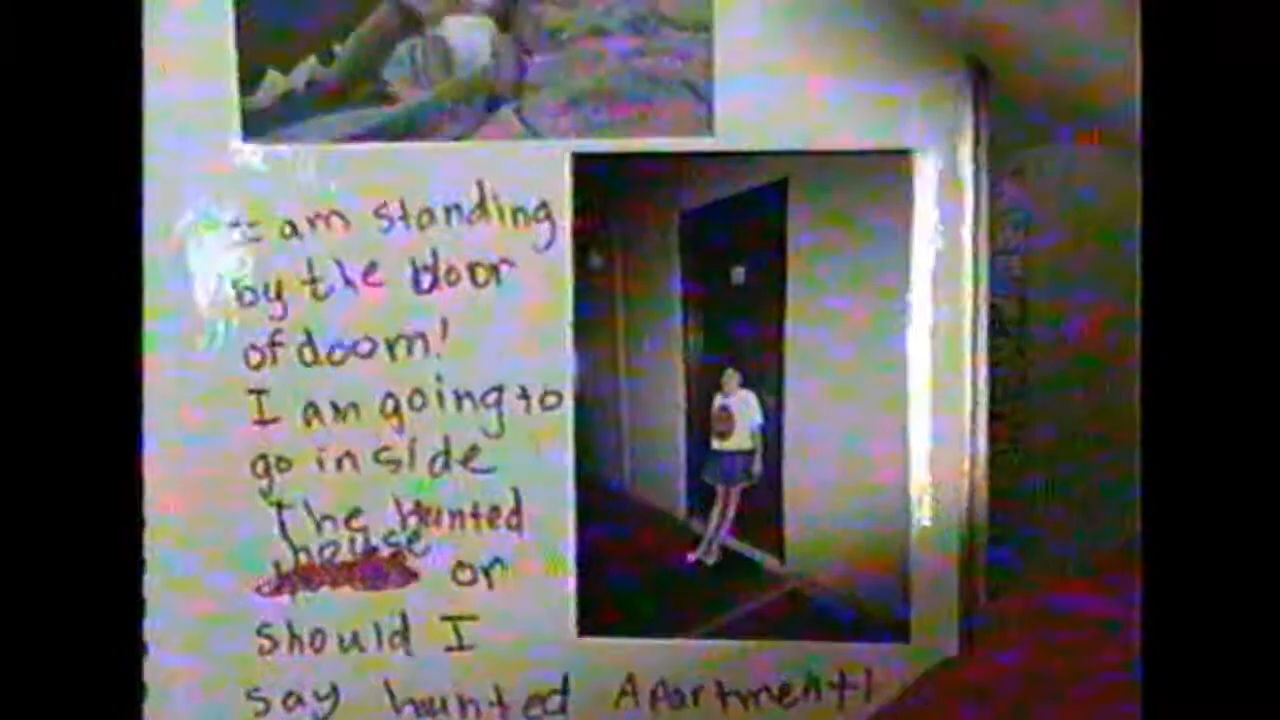 I am standing
by the door
of doom!
I am going to
go inside
The Hunted
house
or
should I
say hunted Apartment!